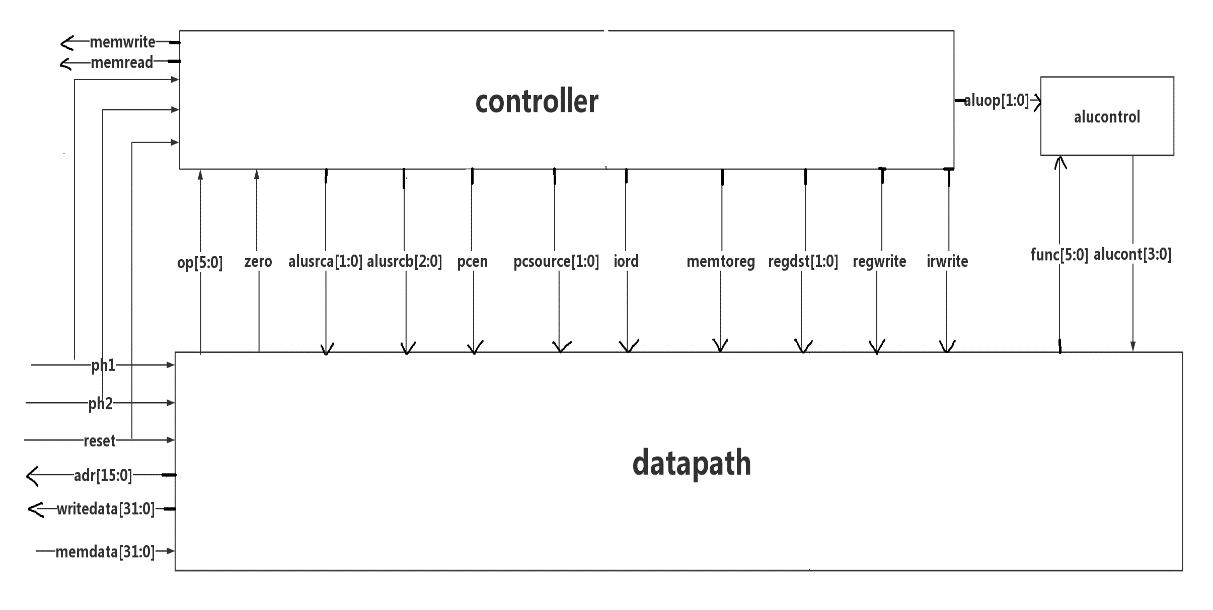 memwrite
memread
controller
aluop[1:0]
alucontrol
op[5:0] zero alusrca[1:0] alusrcb[2:0] pcen pcsource[1:0] iord memtoreg regdst[1:0] regwrite irwrite func[5:0] alucont[3:0]
ph1
ph2
reset
adr[15:0]
writedata[31:0]
memdata[31:0]
datapath